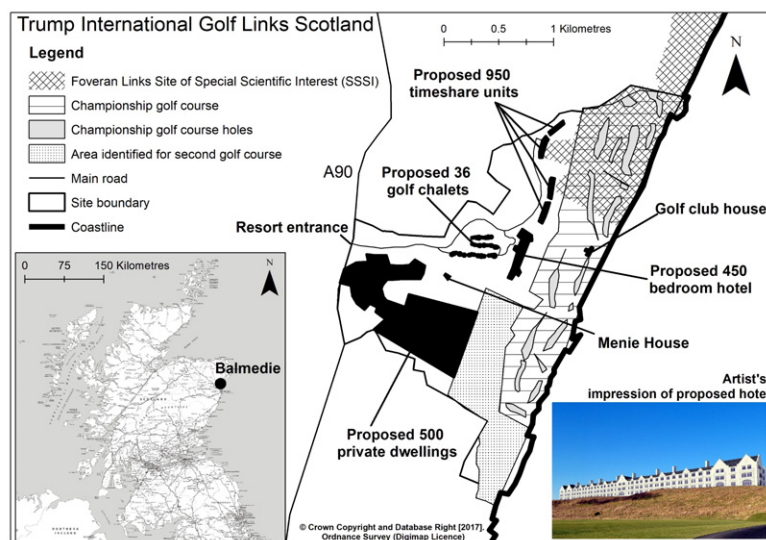 Trump International Golf Links Scotland
Legend
Foveran Links Site of Special Scientific Interest (SSSI)
Championship golf course
Championship golf course holes
Area identified for second golf course
Main road
Site boundary
Coastline
0 0.5 1 Kilometres
N
Proposed 950
timeshare units
A90
Proposed 36
golf chalets
Resort entrance
Golf club house
Proposed 450
bedroom hotel
Menie House
0 75 150 Kilometres
N
Balmedie
Proposed 500
private dwellings
Artist's
impression of proposed hotel
© Crown Copyright and Database Right [2017].
Ordnance Survey (Digimap Licence)